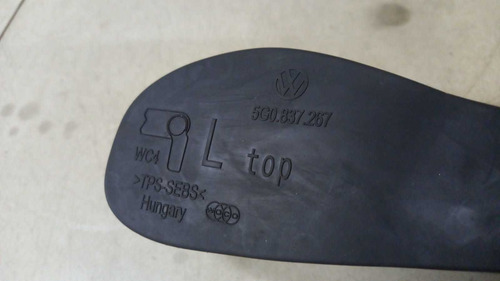 5G0.837.267
L top
WC4
>TPS-SEBS<
Hungary